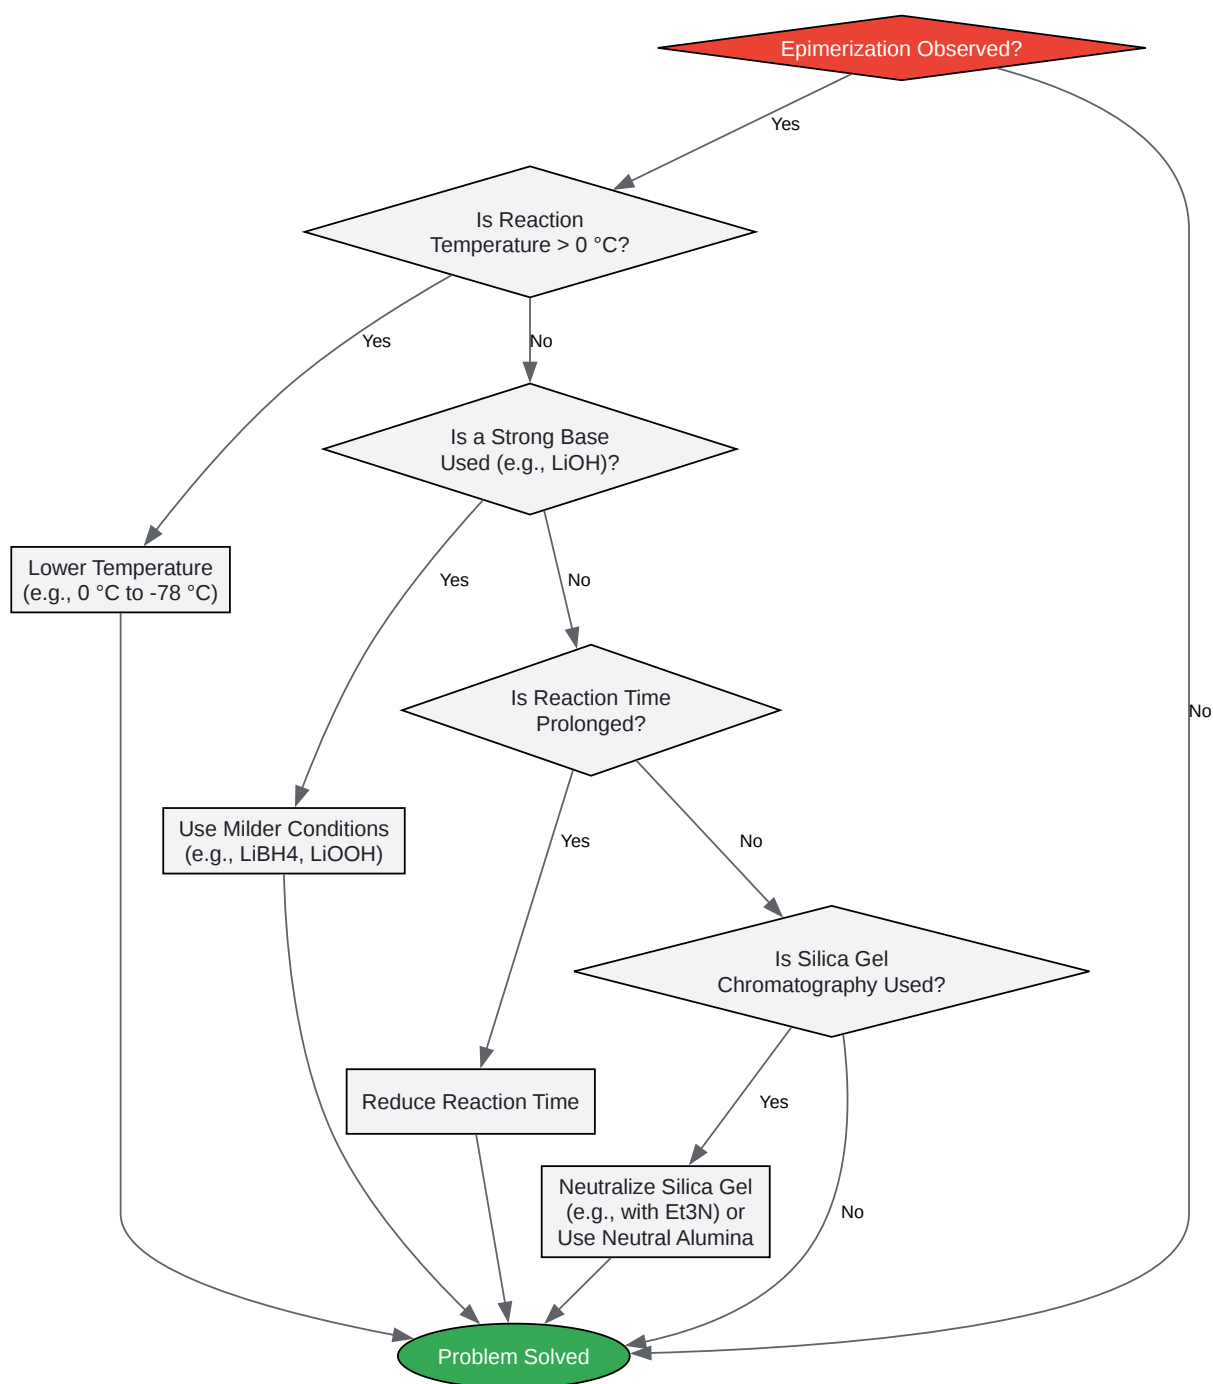 Epimerization Observed?
Yes
Is Reaction
Temperature > 0 °C?
Yes
No
Is a Strong Base
Used (e.g., LiOH)?
Lower Temperature
(e.g., 0 °C to -78 °C)
Yes
No
Is Reaction Time
Prolonged?
No
Use Milder Conditions
(e.g., LiBH4, LiOOH)
Yes
No
Is Silica Gel
Chromatography Used?
Reduce Reaction Time
Yes
Neutralize Silica Gel
(e.g., with Et3N) or
Use Neutral Alumina
No
Problem Solved